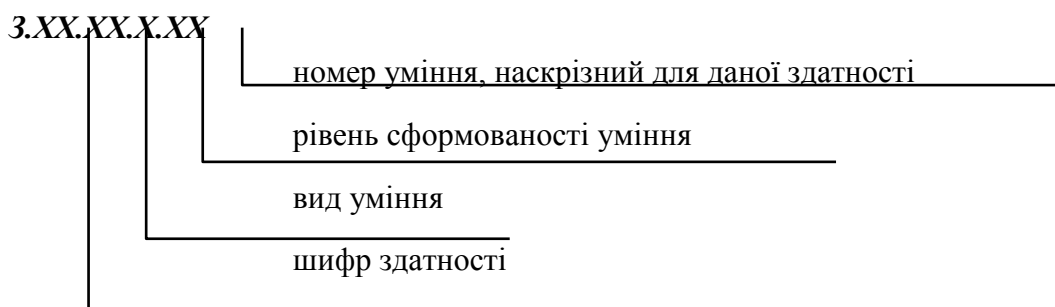 З.ХХ.ХХ.Х.ХХ
номер уміння, наскрізний для даної здатності
рівень сформованості уміння
вид уміння
шифр здатності